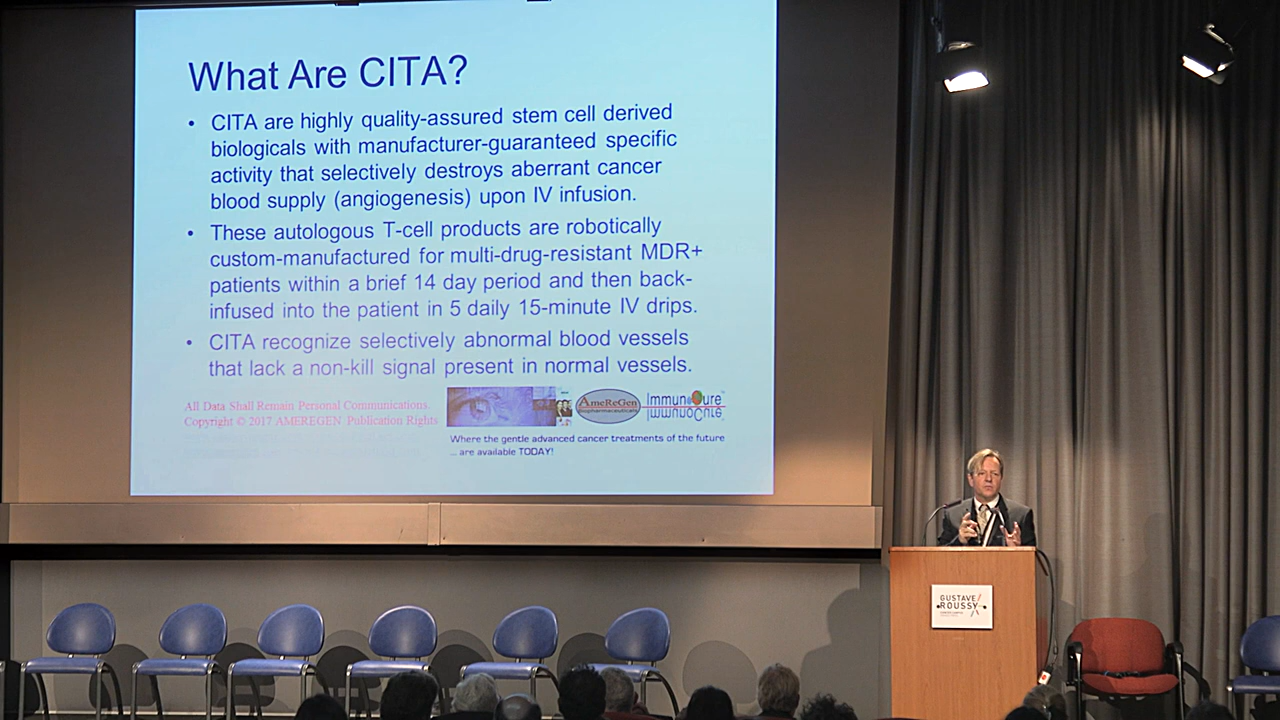 What Are CITA?
• CITA are highly quality-assured stem cell derived
biologicals with manufacturer-guaranteed specific
activity that selectively destroys aberrant cancer
blood supply (angiogenesis) upon IV infusion.
• These autologous T-cell products are robotically
custom-manufactured for multi-drug-resistant MDR+
patients within a brief 14 day period and then back-
infused into the patient in 5 daily 15-minute IV drips.
• CITA recognize selectively abnormal blood vessels
that lack a non-kill signal present in normal vessels.
All Data Shall Remain Personal Communications.
Copyright © 2017 AMEREGEN Publication Rights
AmeReGen
Biopharmaceuticals
ImmunoCure
Where the gentle advanced cancer treatments of the future
... are available TODAY!
GUSTAVE/
ROUSSY